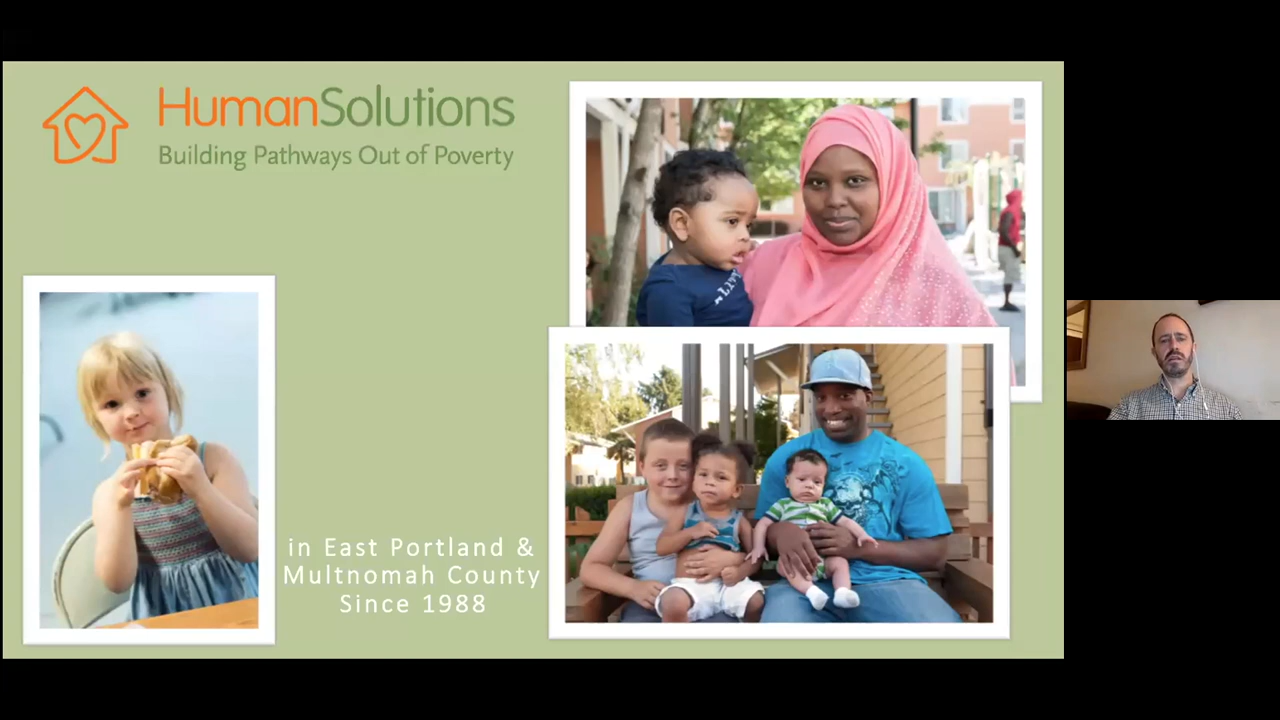 HumanSolutions
Building Pathways Out of Poverty
in East Portland &
Multnomah County
Since 1988